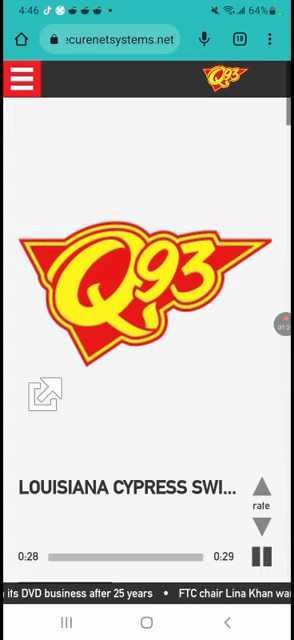 4:46
64%
:ecurenetsystems.net
18
Q93
Q93
LOUISIANA CYPRESS SWI...
rate
0:28
0:29
its DVD business after 25 years • FTC chair Lina Khan wa